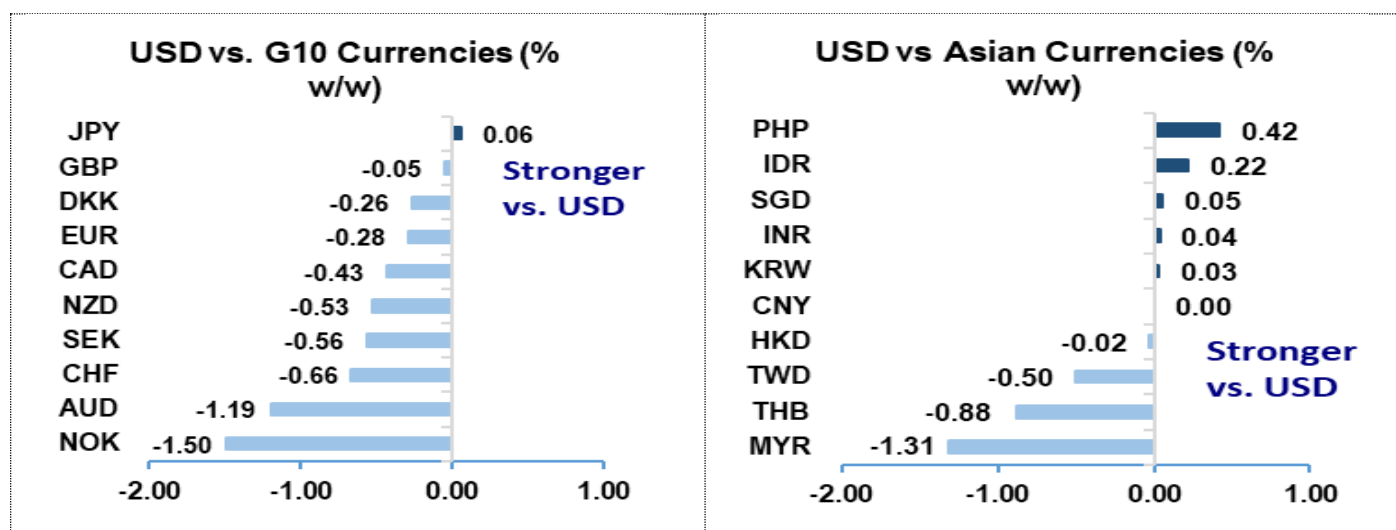 USD vs. G10 Currencies (%
w/w)
JPY 0.06
GBP -0.05
DKK -0.26
EUR -0.28
CAD -0.43
NZD -0.53
SEK -0.56
CHF -0.66
AUD -1.19
NOK -1.50
Stronger
vs. USD
-2.00 -1.00 0.00 1.00
USD vs Asian Currencies (%
w/w)
PHP 0.42
IDR 0.22
SGD 0.05
INR 0.04
KRW 0.03
CNY 0.00
HKD -0.02
TWD -0.50
THB -0.88
MYR -1.31
Stronger
vs. USD
-2.00 -1.00 0.00 1.00